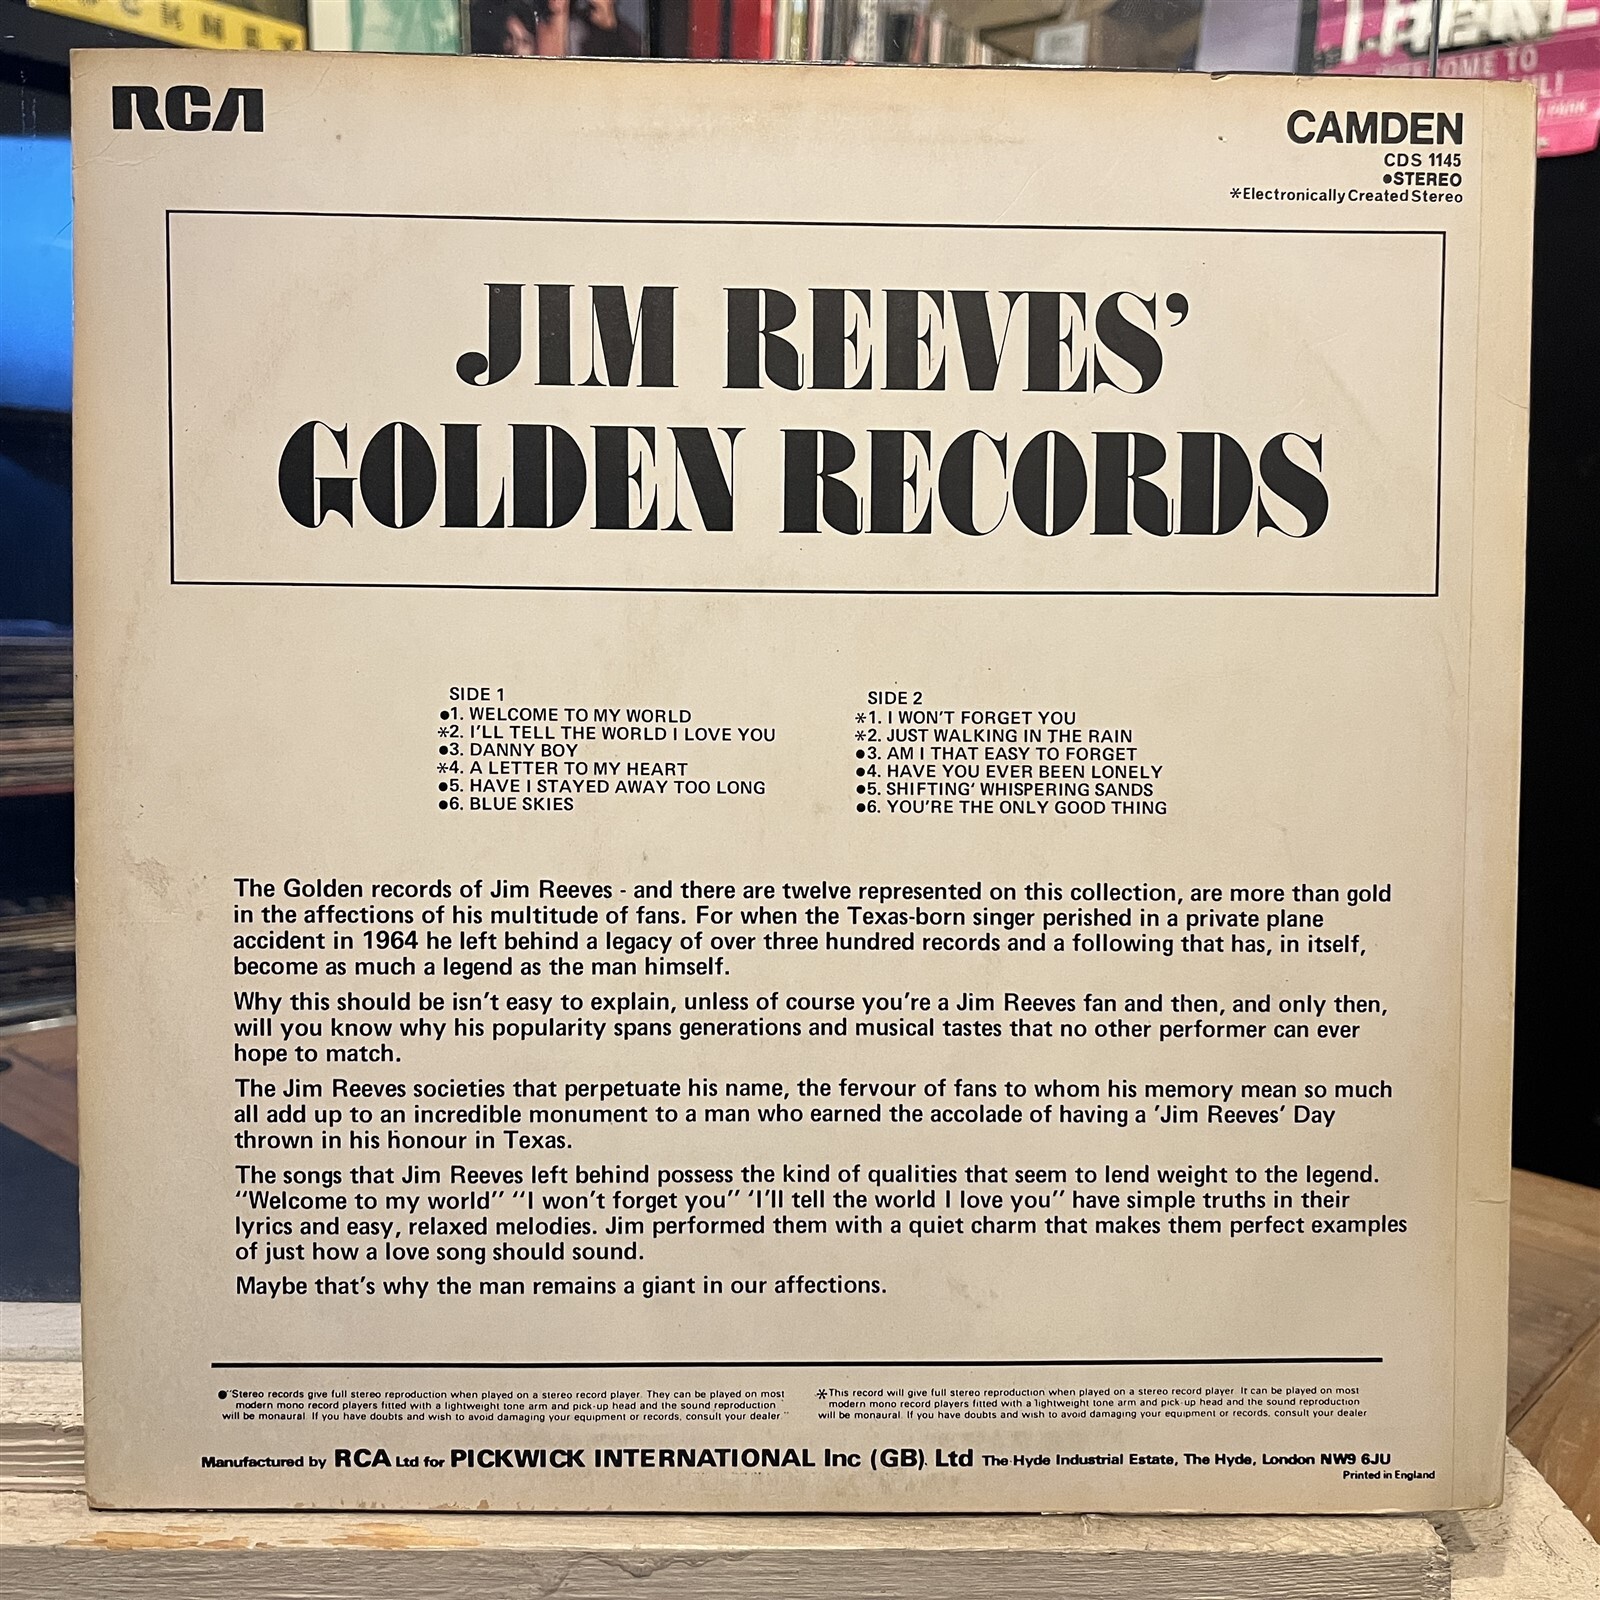 RCA
CAMDEN
CDS 1145
●STEREO
*Electronically Created Stereo
JIM REEVES'
GOLDEN RECORDS
SIDE 1
●1. WELCOME TO MY WORLD
*2. I'LL TELL THE WORLD I LOVE YOU
●3. DANNY BOY
*4. A LETTER TO MY HEART
●5. HAVE I STAYED AWAY TOO LONG
●6. BLUE SKIES
SIDE 2
*1. I WON'T FORGET YOU
*2. JUST WALKING IN THE RAIN
●3. AM I THAT EASY TO FORGET
●4. HAVE YOU EVER BEEN LONELY
●5. SHIFTING' WHISPERING SANDS
●6. YOU'RE THE ONLY GOOD THING
The Golden records of Jim Reeves - and there are twelve represented on this collection, are more than gold
in the affections of his multitude of fans. For when the Texas-born singer perished in a private plane
accident in 1964 he left behind a legacy of over three hundred records and a following that has, in itself,
become as much a legend as the man himself.
Why this should be isn't easy to explain, unless of course you're a Jim Reeves fan and then, and only then,
will you know why his popularity spans generations and musical tastes that no other performer can ever
hope to match.
The Jim Reeves societies that perpetuate his name, the fervour of fans to whom his memory mean so much
all add up to an incredible monument to a man who earned the accolade of having a 'Jim Reeves' Day
thrown in his honour in Texas.
The songs that Jim Reeves left behind possess the kind of qualities that seem to lend weight to the legend.
"Welcome to my world" "I won't forget you" 'I'll tell the world I love you" have simple truths in their
lyrics and easy, relaxed melodies. Jim performed them with a quiet charm that makes them perfect examples
of just how a love song should sound.
Maybe that's why the man remains a giant in our affections.
●"Stereo records give full stereo reproduction when played on a stereo record player. They can be played on most
modern mono record players fitted with a lightweight tone arm and pick-up head and the sound reproduction
will be monaural. If you have doubts and wish to avoid damaging your equipment or records, consult your dealer."
*This record will give full stereo reproduction when played on a stereo record player. It can be played on most
modern mono record players fitted with a lightweight tone arm and pick-up head and the sound reproduction
will be monaural. If you have doubts and wish to avoid damaging your equipment or records, consult your dealer
Manufactured by RCA Ltd for PICKWICK INTERNATIONAL Inc (GB). Ltd The Hyde Industrial Estate, The Hyde, London NW9 6JU
Printed in England